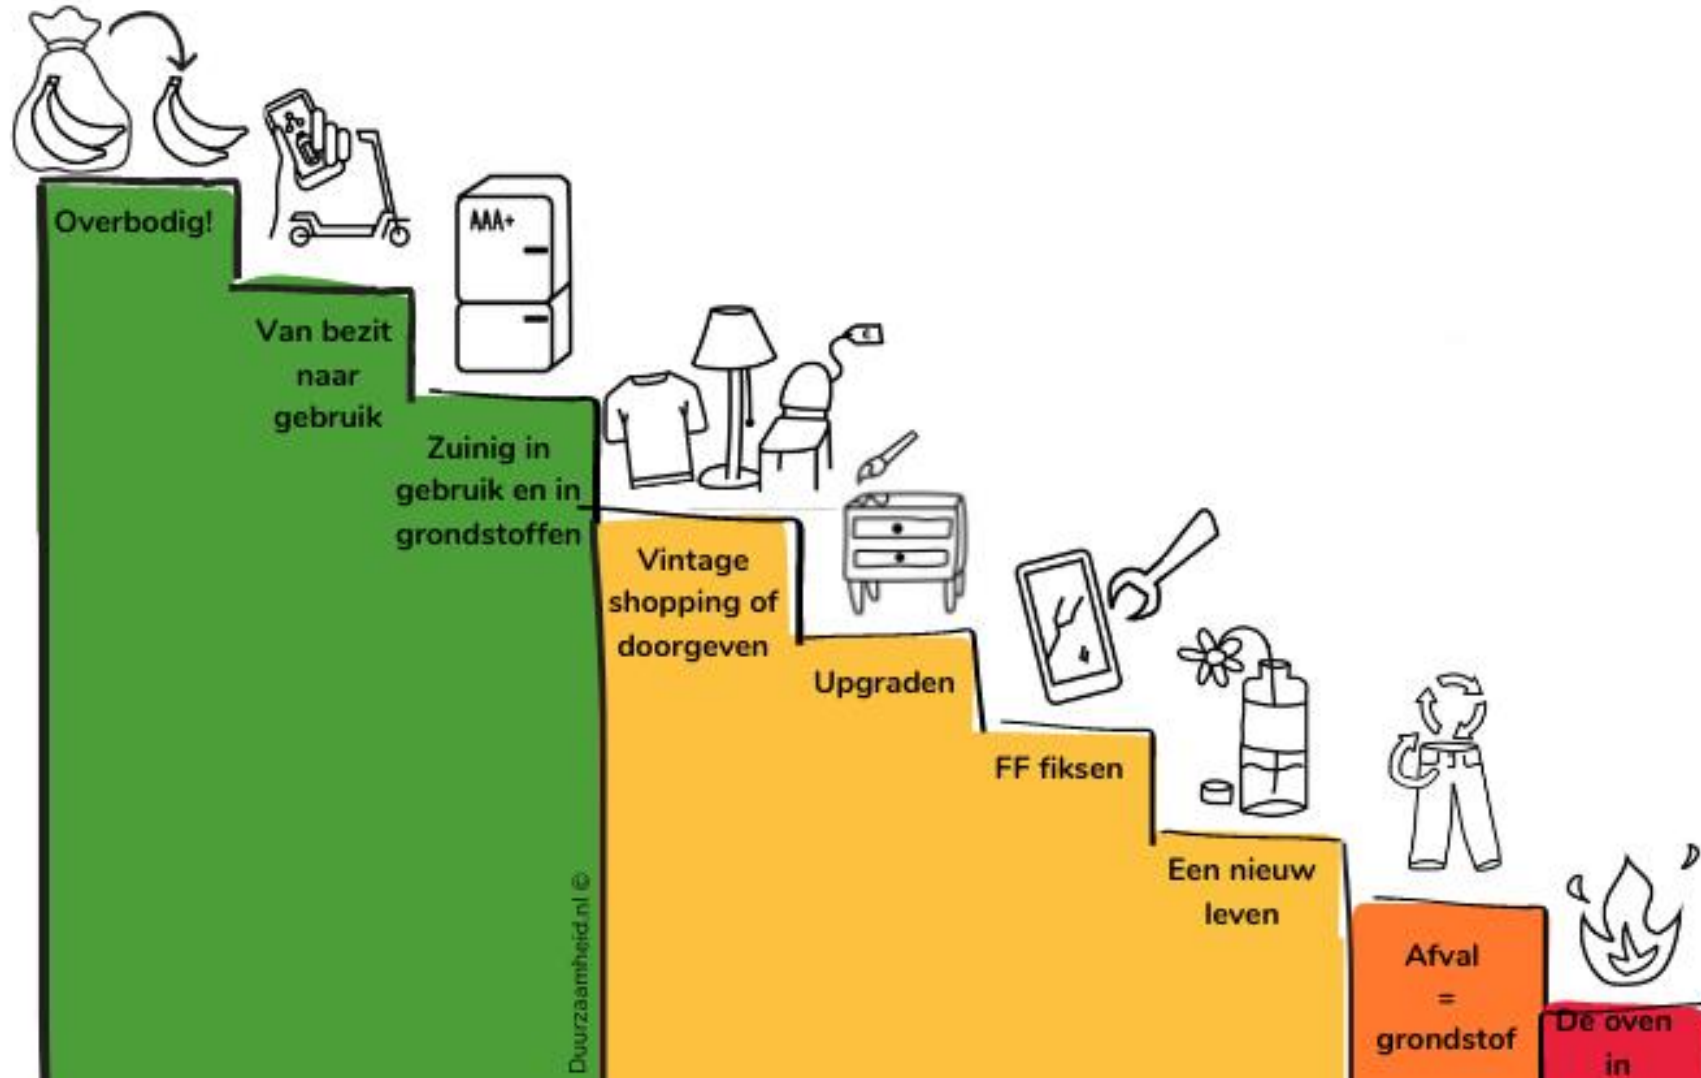 Overbodig!
Van bezit
naar
gebruik
AAA+
Zuinig in
gebruik en in
grondstoffen
Vintage
shopping of
doorgeven
€
Upgraden
FF fiksen
Een nieuw
leven
Afval
=
grondstof
De oven
in
Duurzaamheid.nl ©